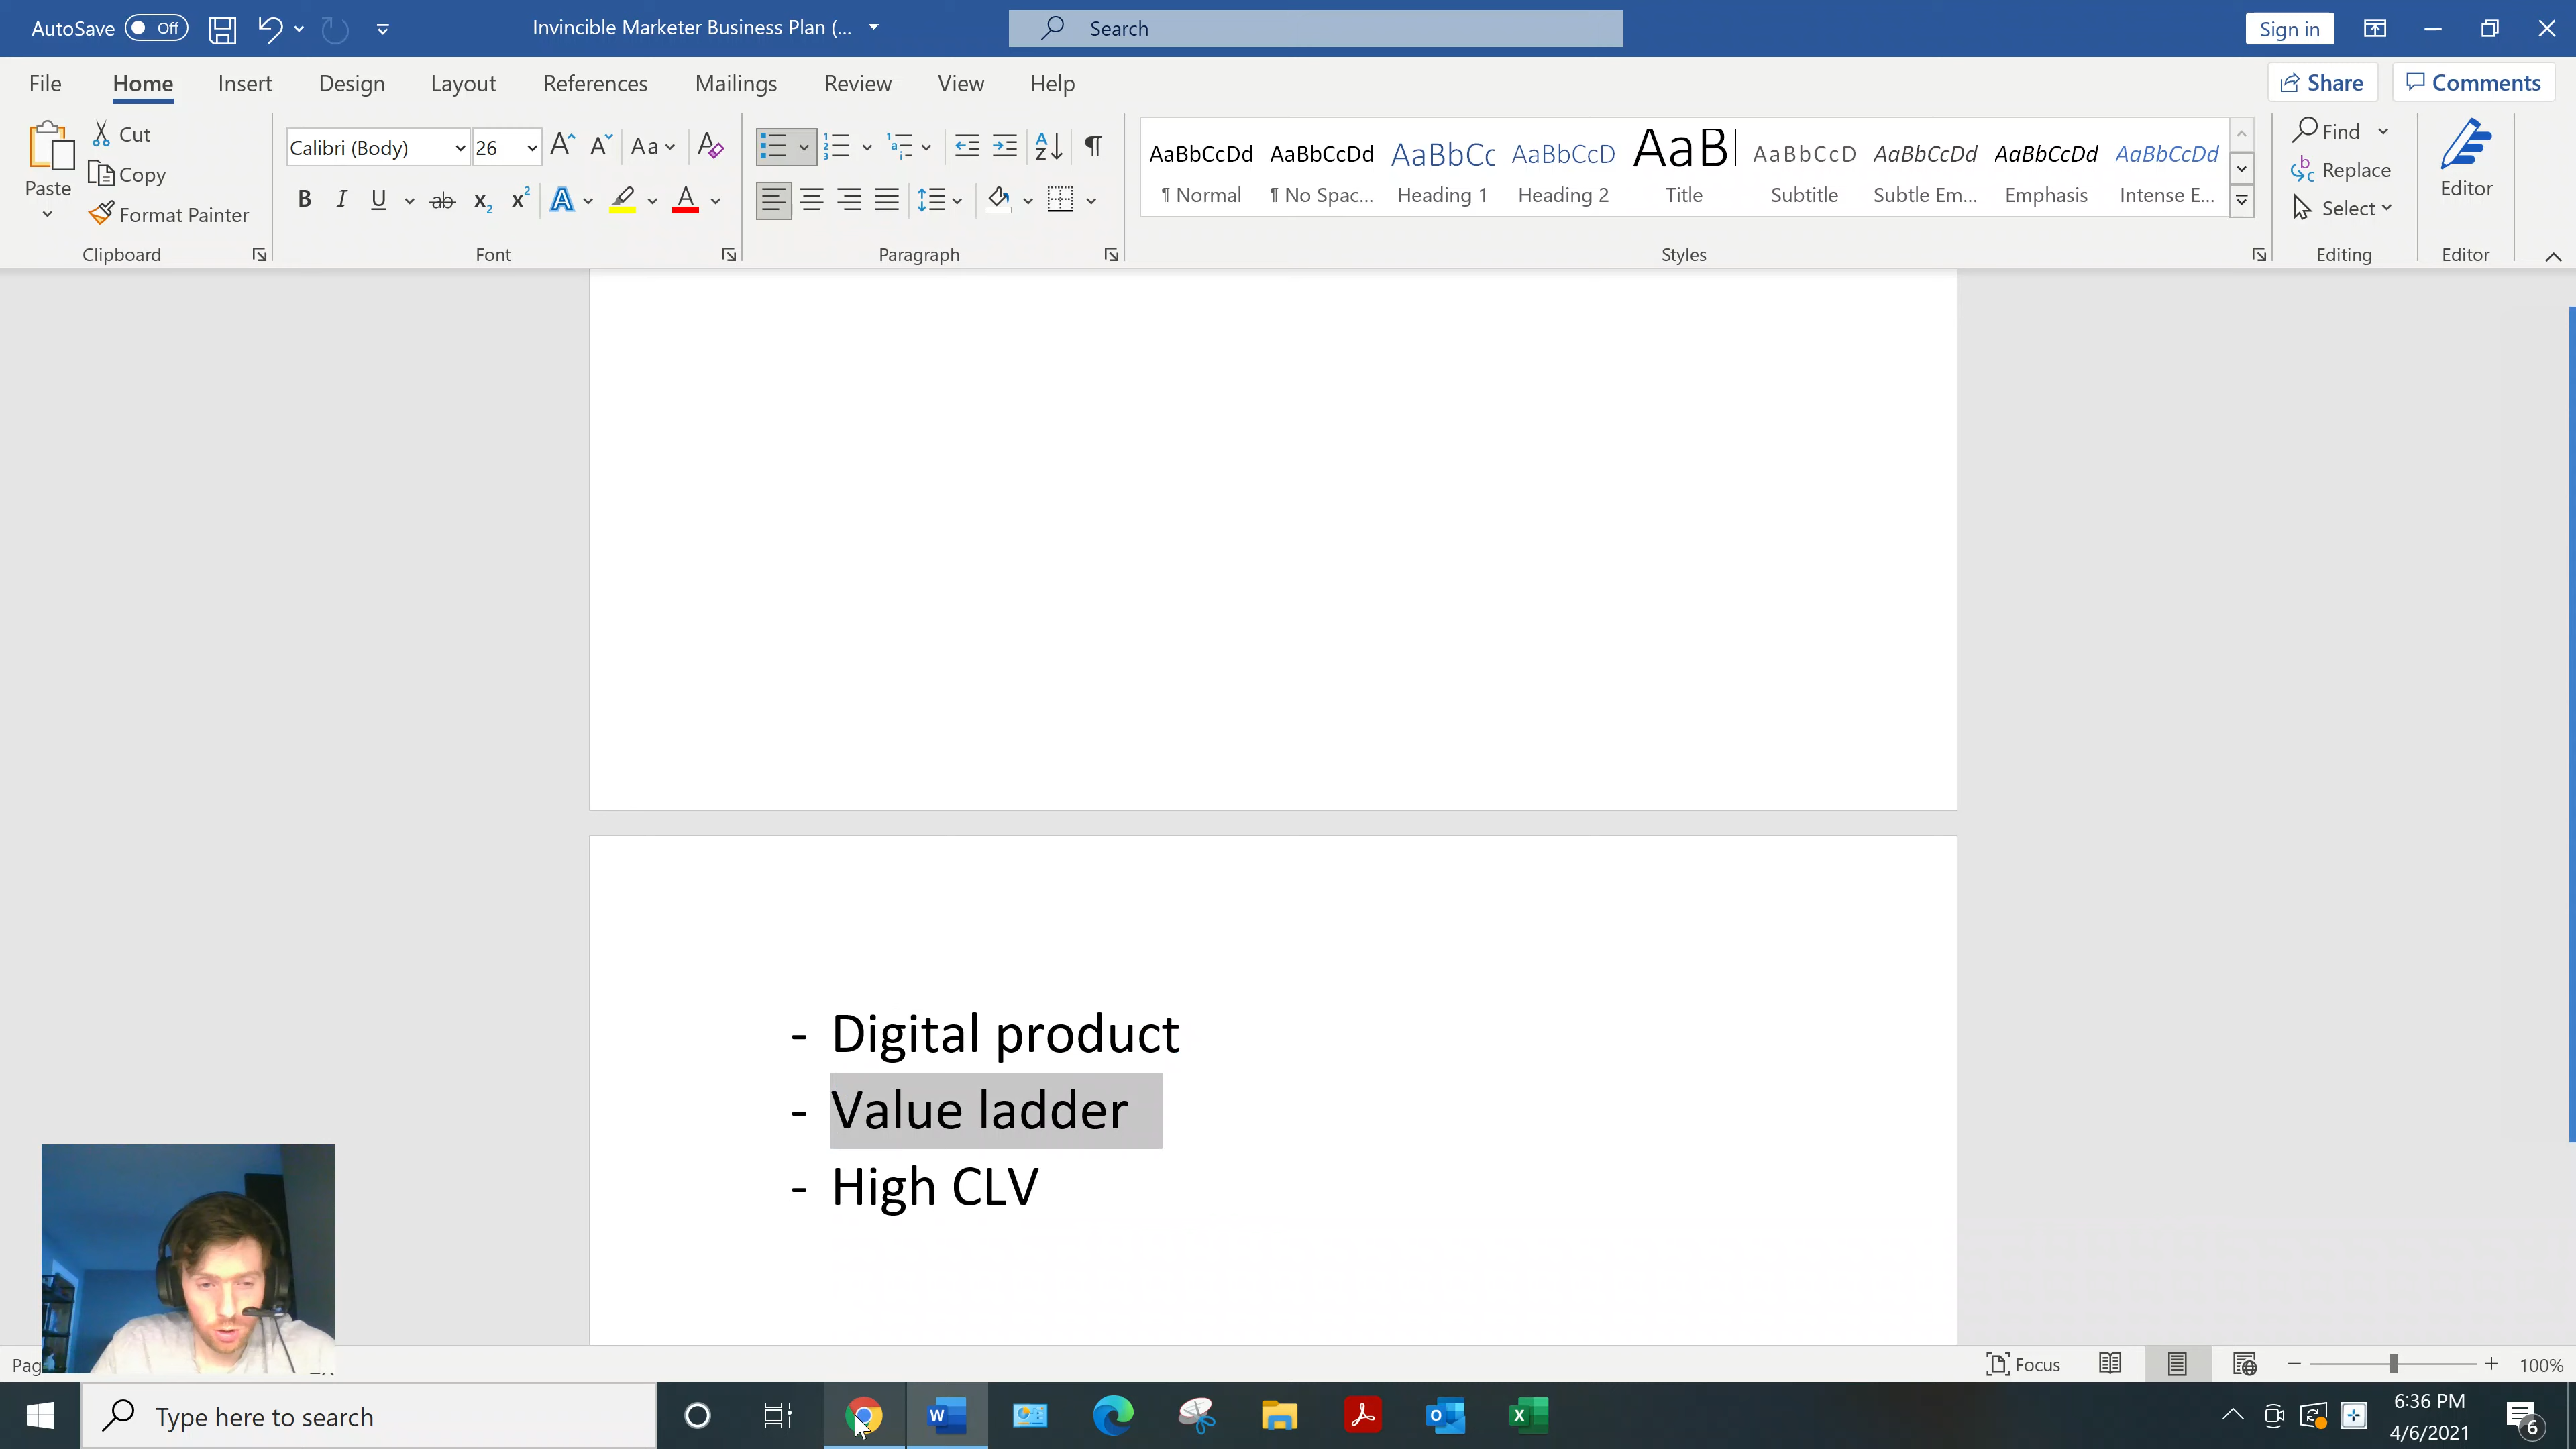 AutoSave Off Invincible Marketer Business Plan (... Search Sign in
File Home Insert Design Layout References Mailings Review View Help Share Comments
Paste
Cut
Copy
Format Painter
Clipboard
Calibri (Body) 26
Font
Paragraph
AaBbCcDd AaBbCcDd AaBbCc AaBbCcD AaB AaBbCcD AaBbCcDd AaBbCcDd AaBbCcDd
¶ Normal ¶ No Spac... Heading 1 Heading 2 Title Subtitle Subtle Em... Emphasis Intense E...
Styles
Find
Replace
Select
Editing
Editor
Editor
- Digital product
- Value ladder
- High CLV
Pag
Focus 100%
Type here to search
6:36 PM
4/6/2021
6